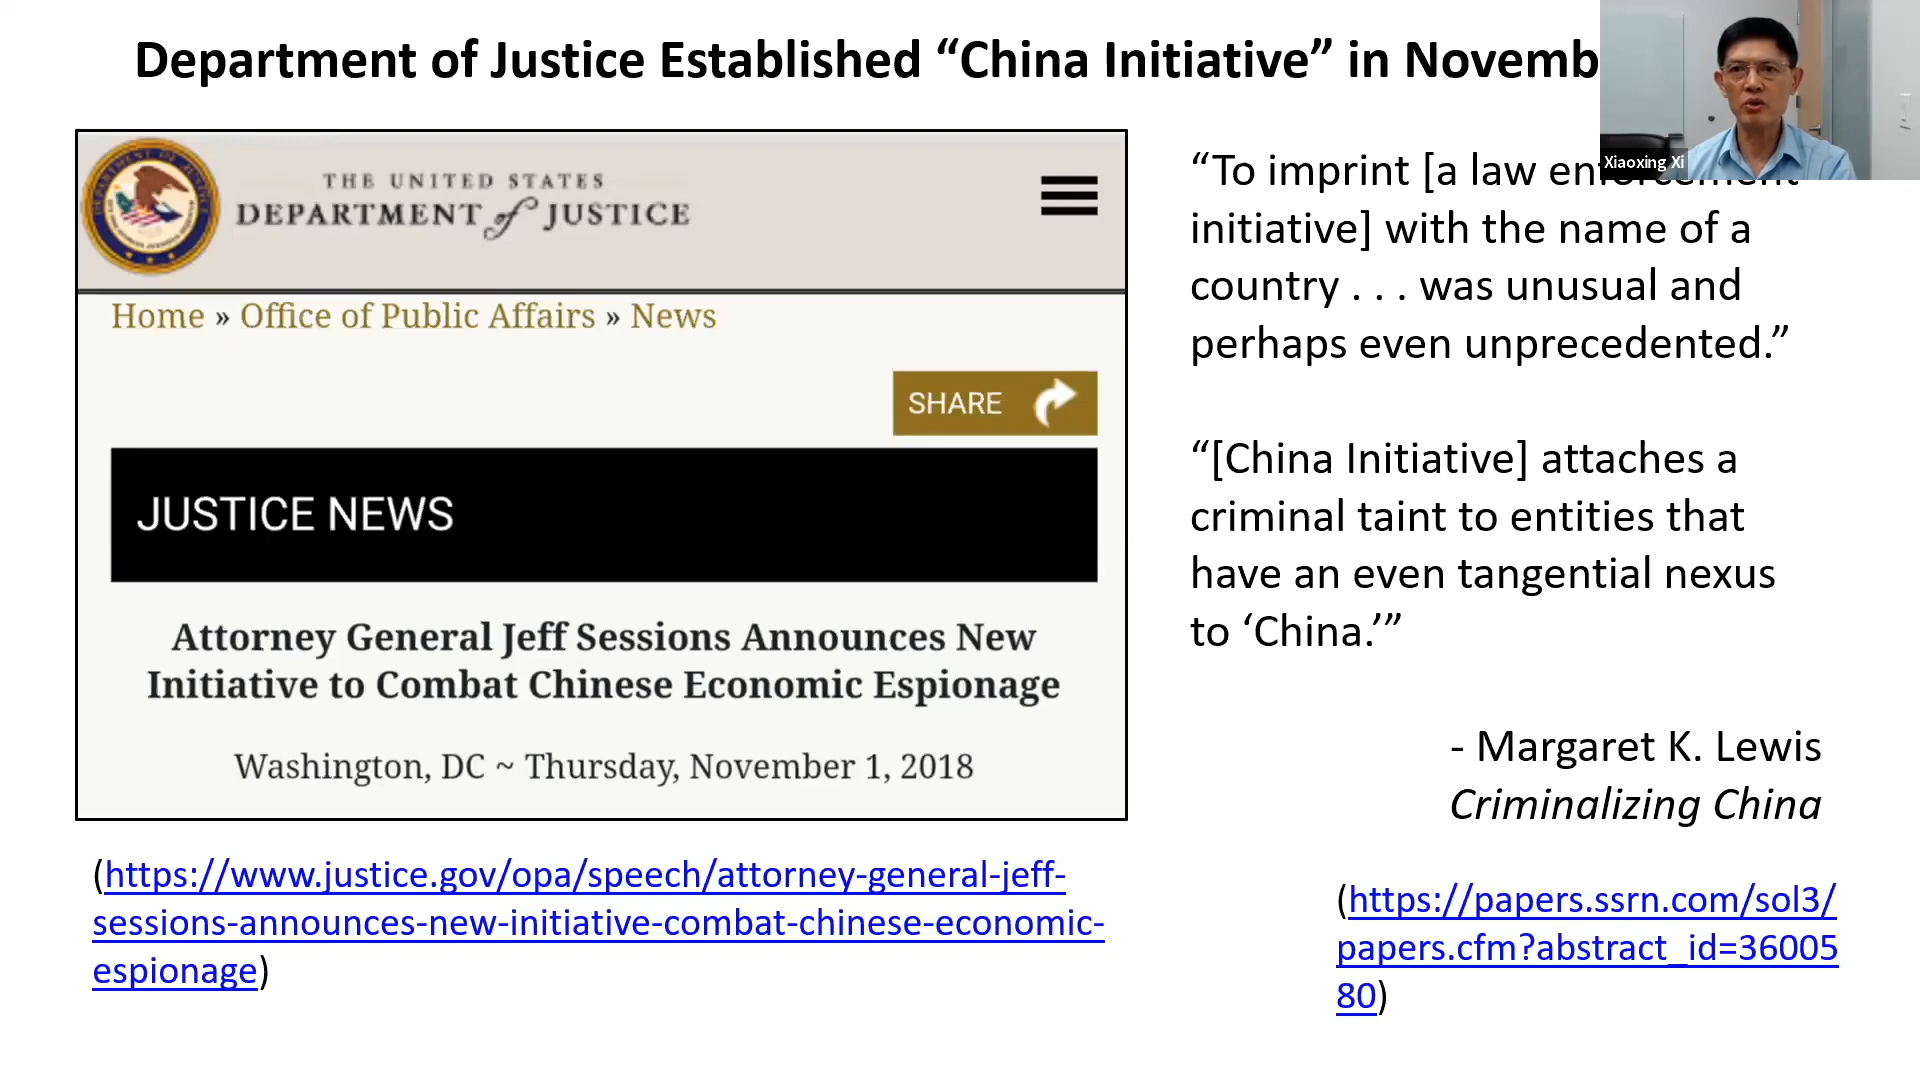 Department of Justice Established “China Initiative” in Novemb
Xiaoxing Xi
THE UNITED STATES
DEPARTMENT of JUSTICE
Home » Office of Public Affairs » News
SHARE
JUSTICE NEWS
Attorney General Jeff Sessions Announces New
Initiative to Combat Chinese Economic Espionage
Washington, DC ~ Thursday, November 1, 2018
(https://www.justice.gov/opa/speech/attorney-general-jeff-
sessions-announces-new-initiative-combat-chinese-economic-
espionage)
“To imprint [a law enforcement
initiative] with the name of a
country . . . was unusual and
perhaps even unprecedented.”
“[China Initiative] attaches a
criminal taint to entities that
have an even tangential nexus
to ‘China.’”
- Margaret K. Lewis
Criminalizing China
(https://papers.ssrn.com/sol3/
papers.cfm?abstract_id=36005
80)